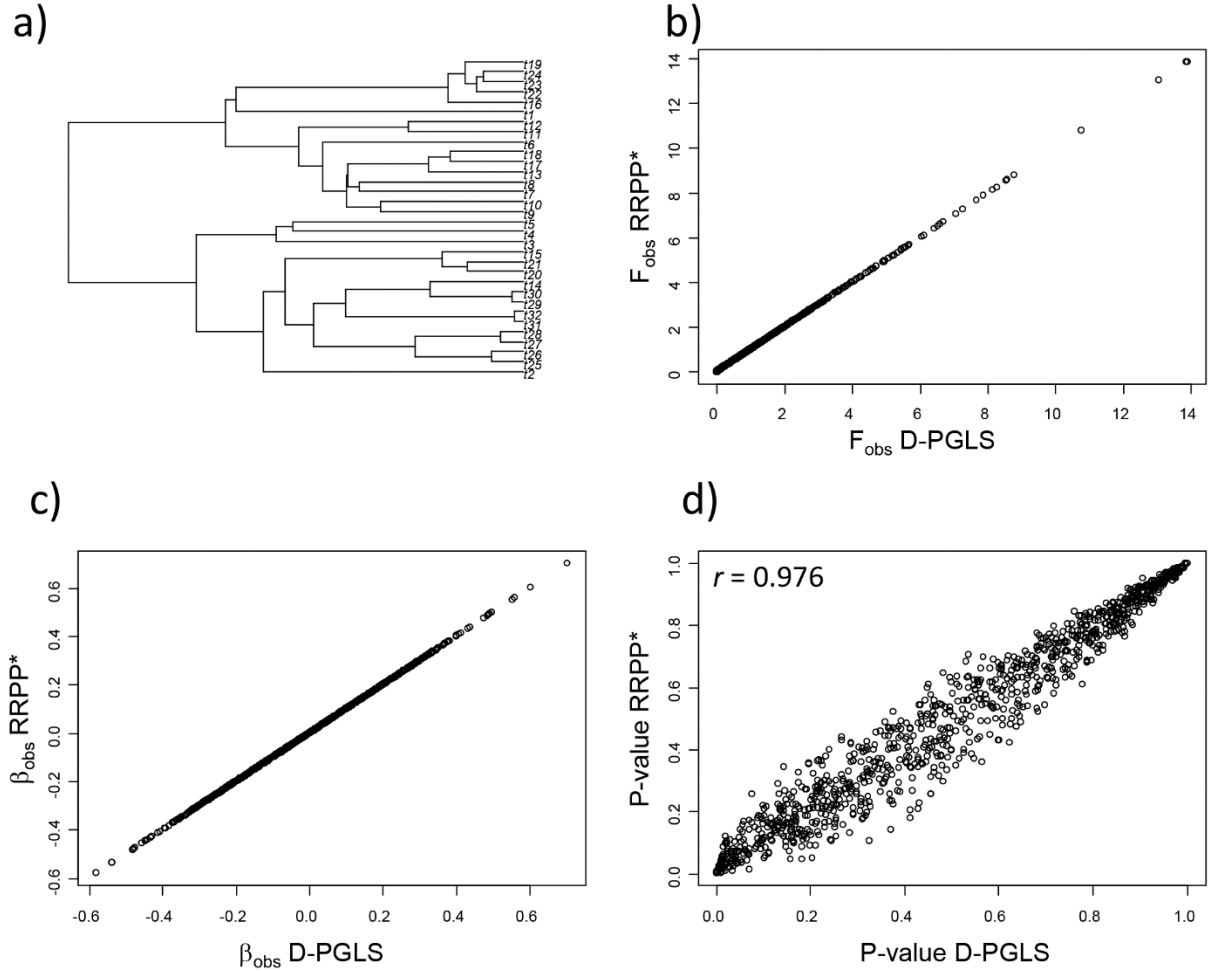 a)
t19
t24
t23
t22
t16
t1
t12
t11
t6
t18
t17
t13
t8
t7
t10
t9
t5
t4
t3
t15
t21
t20
t14
t30
t29
t32
t31
t28
t27
t26
t25
t2
b)
14
12
10
8
6
4
2
0
F_obs RRPP*
0 2 4 6 8 10 12 14
F_obs D-PGLS
c)
0.6
0.4
0.2
0.0
-0.2
-0.4
-0.6
β_obs RRPP*
-0.6 -0.4 -0.2 0.0 0.2 0.4 0.6
β_obs D-PGLS
d)
r = 0.976
1.0
0.8
0.6
0.4
0.2
0.0
P-value RRPP*
0.0 0.2 0.4 0.6 0.8 1.0
P-value D-PGLS